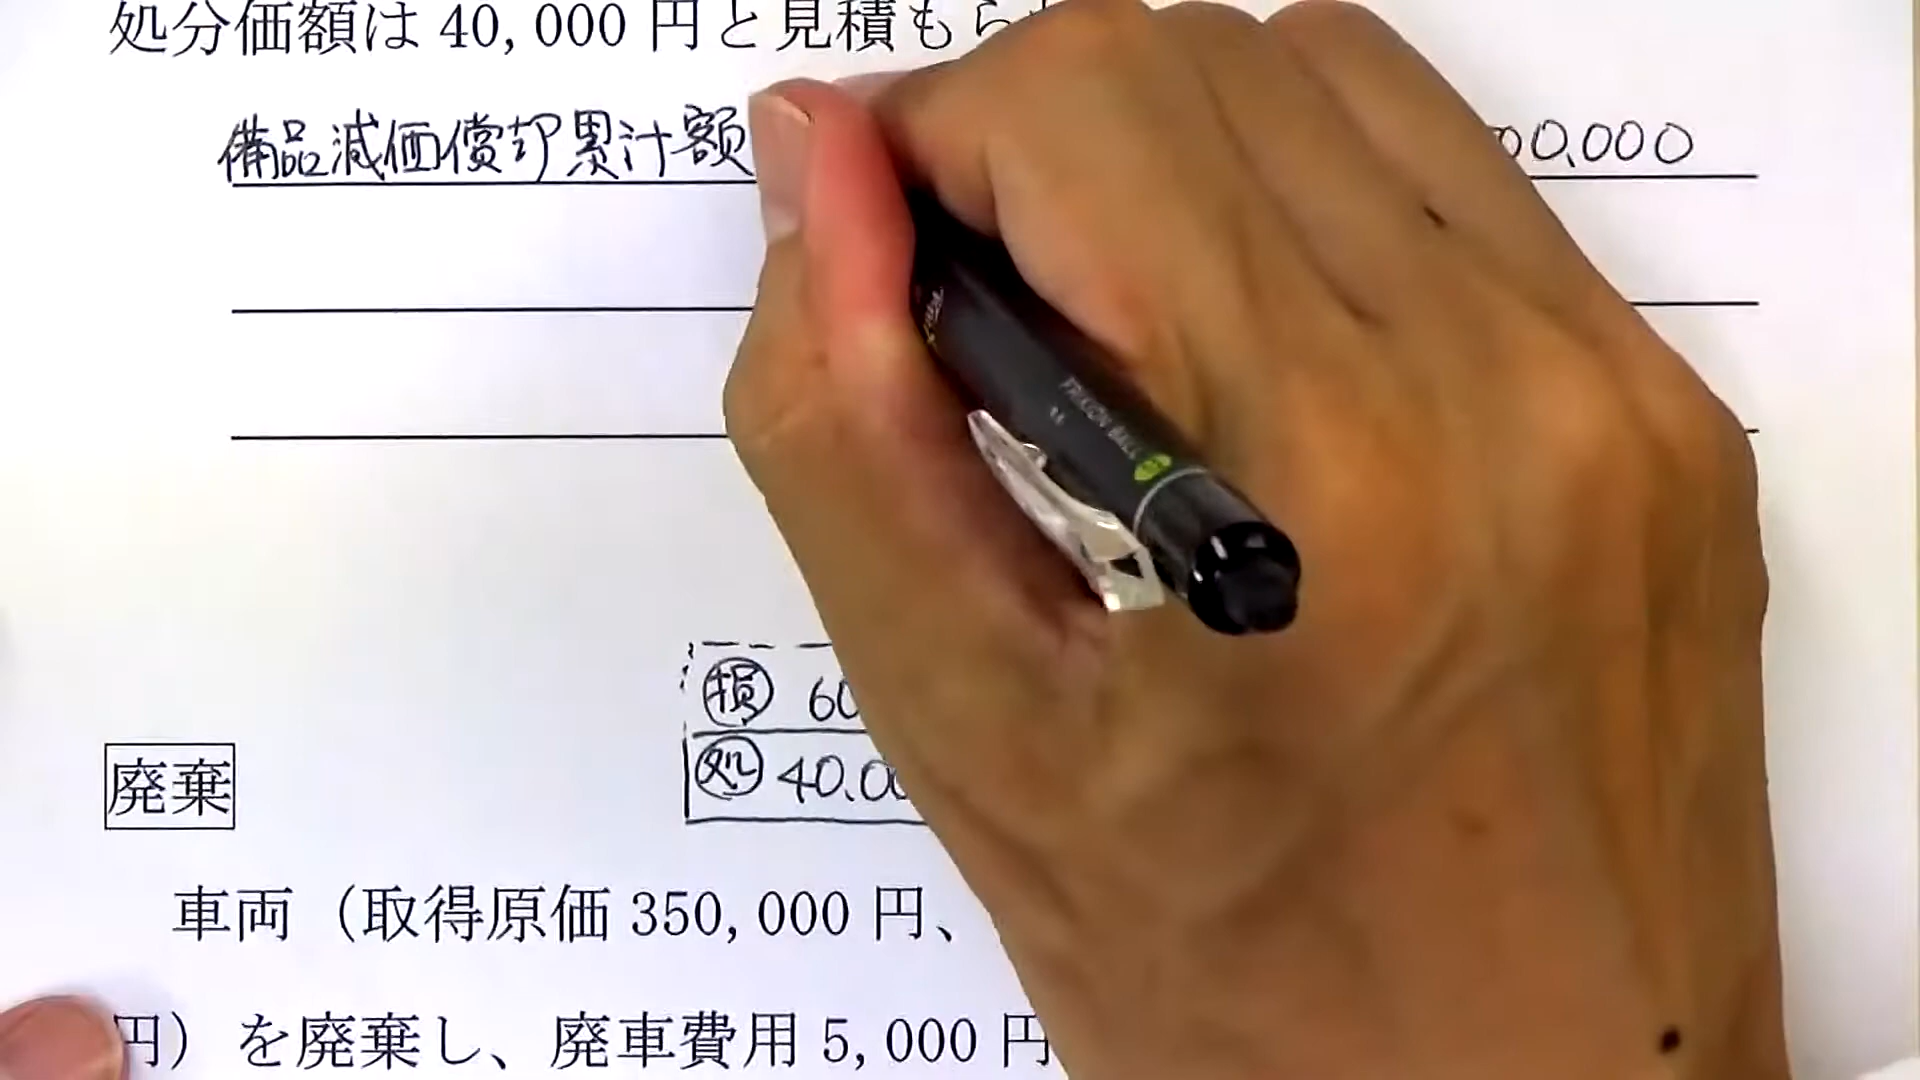 処分価額は 40,000 円と見積もら
備品減価償却累計額 00.000
FRIXION BALL
損 60
処 40.00
廃棄
車両（取得原価 350,000 円、
円）を廃棄し、廃車費用 5,000 円